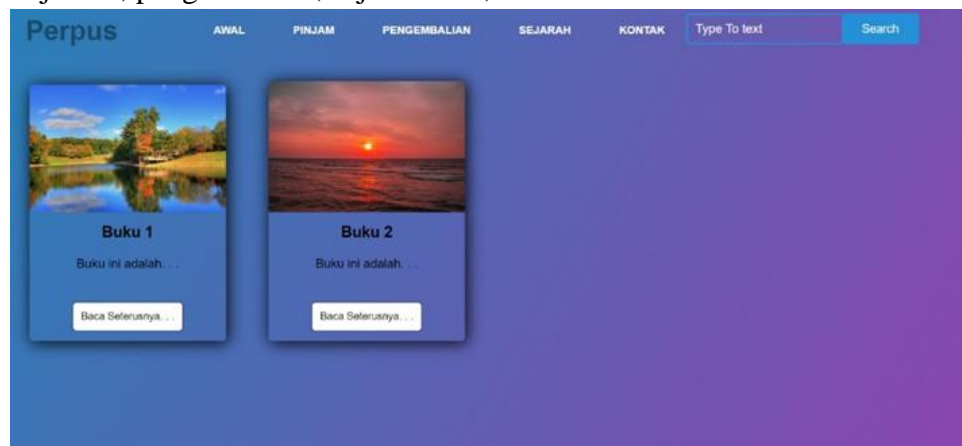 Perpus AWAL PINJAM PENGEMBALIAN SEJARAH KONTAK Type To text Search
Buku 1
Buku ini adalah. . .
Baca Seterusnya. . .
Buku 2
Buku ini adalah. . .
Baca Seterusnya. . .